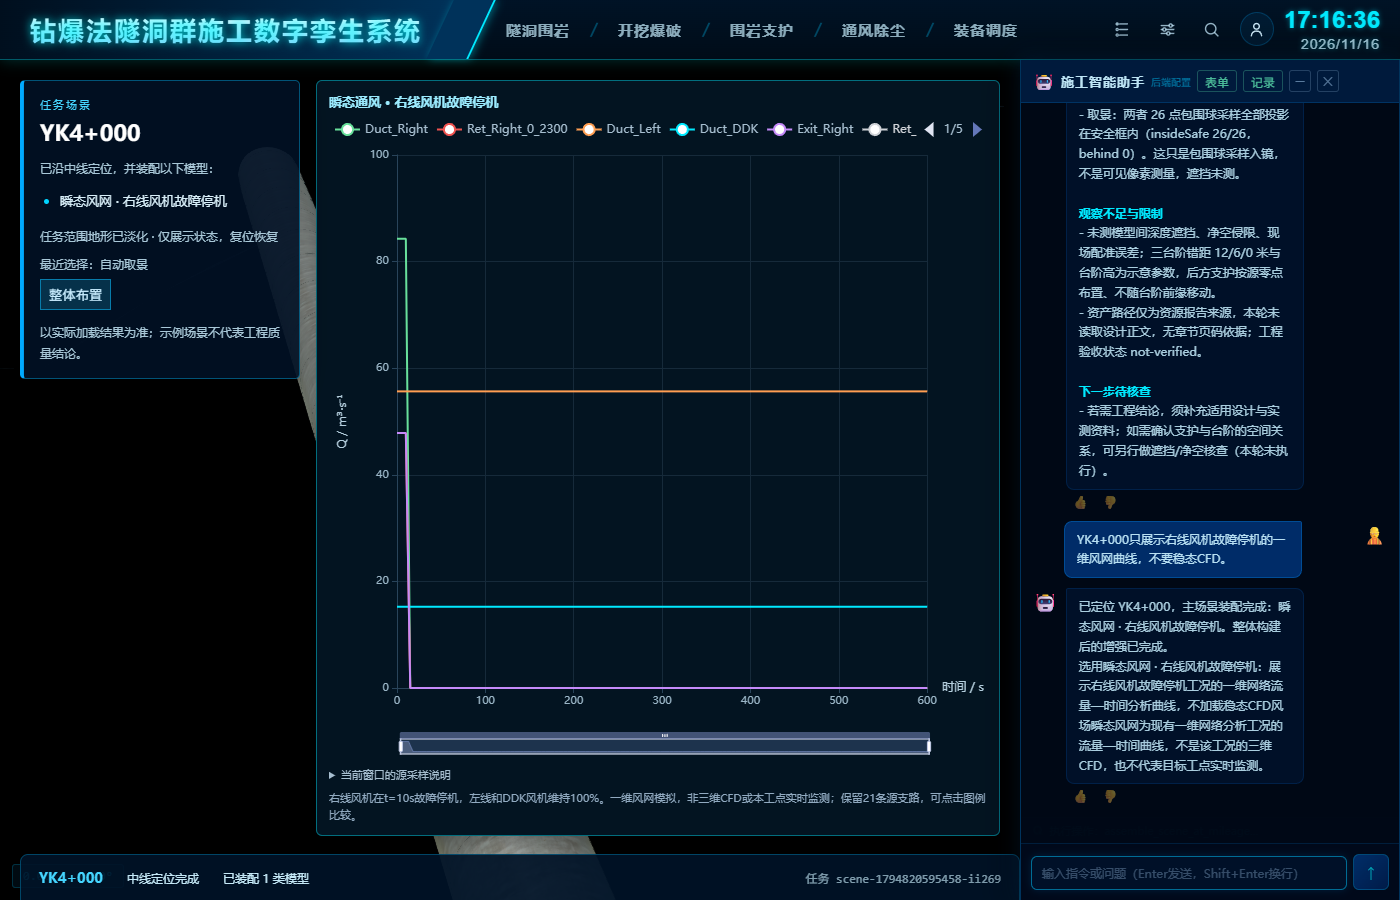 钻爆法隧洞群施工数字孪生系统
隧洞围岩 / 开挖爆破 / 围岩支护 / 通风除尘 / 装备调度
17:16:36
2026/11/16
任务场景
YK4+000
已沿中线定位，并装配以下模型：
瞬态风网 · 右线风机故障停机
任务范围地形已淡化 · 仅展示状态，复位恢复
最近选择：自动取景
整体布置
以实际加载结果为准；示例场景不代表工程质
量结论。
瞬态通风 • 右线风机故障停机
Duct_Right Ret_Right_0_2300 Duct_Left Duct_DDK Exit_Right Ret_ 1/5
100
80
60
40
20
0
Q / m³·s⁻¹
0 100 200 300 400 500 600
时间 / s
当前窗口的源采样说明
右线风机在t=10s故障停机，左线和DDK风机维持100%。一维风网模拟，非三维CFD或本工点实时监测；保留21条源支路，可点击图例
比较。
YK4+000 中线定位完成 已装配 1 类模型
任务 scene-1794820595458-ii269
施工智能助手 后端配置 表单 记录
- 取景：两者 26 点包围球采样全部投影
在安全框内（insideSafe 26/26，
behind 0）。这只是包围球采样入镜，
不是可见像素测量，遮挡未测。
观察不足与限制
- 未测模型间深度遮挡、净空侵限、现
场配准误差；三台阶错距 12/6/0 米与
台阶高为示意参数，后方支护按源零点
布置、不随台阶前缘移动。
- 资产路径仅为资源报告来源，本轮未
读取设计正文，无章节页码依据；工程
验收状态 not-verified。
下一步待核查
- 若需工程结论，须补充适用设计与实
测资料；如需确认支护与台阶的空间关
系，可另行做遮挡/净空核查（本轮未执
行）。
YK4+000只展示右线风机故障停机的一
维风网曲线，不要稳态CFD。
已定位 YK4+000，主场景装配完成：瞬
态风网 · 右线风机故障停机。整体构建
后的增强已完成。
选用瞬态风网 · 右线风机故障停机：展
示右线风机故障停机工况的一维网络流
量—时间分析曲线，不加载稳态CFD风
场瞬态风网为现有一维网络分析工况的
流量—时间曲线，不是该工况的三维
CFD，也不代表目标工点实时监测。
输入指令或问题（Enter发送，Shift+Enter换行）